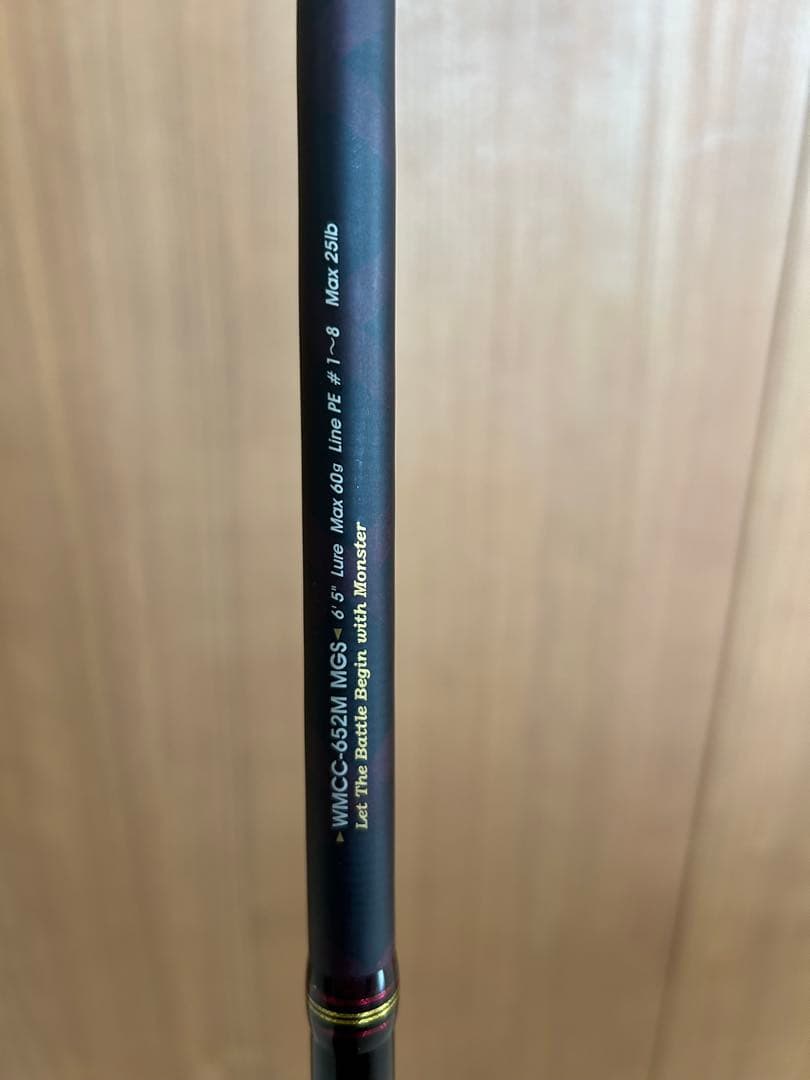 ▸WMCC-652M MGS◂ 6' 5" Lure Max 60g Line PE # 1～8 Max 25lb
Let The Battle Begin with Monster